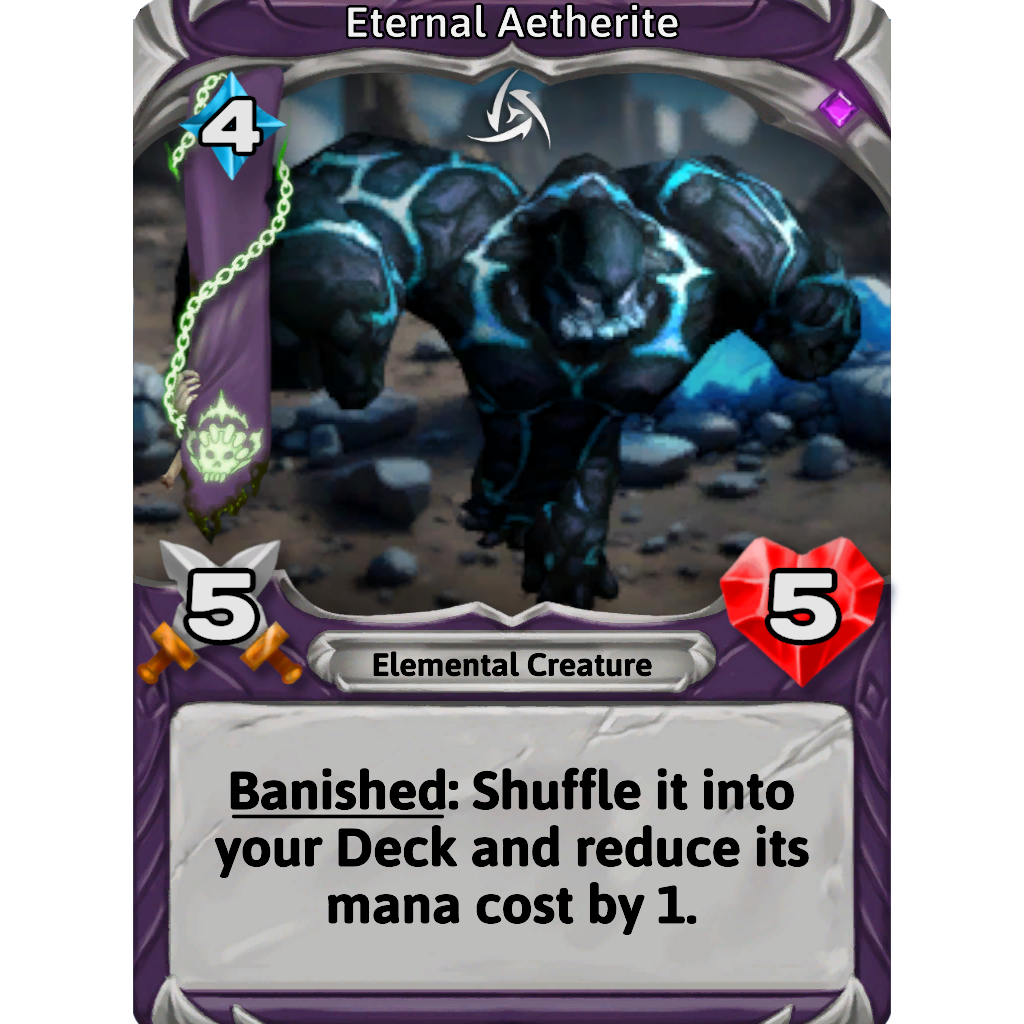 Eternal Aetherite
4
5
5
Elemental Creature
Banished: Shuffle it into
your Deck and reduce its
mana cost by 1.